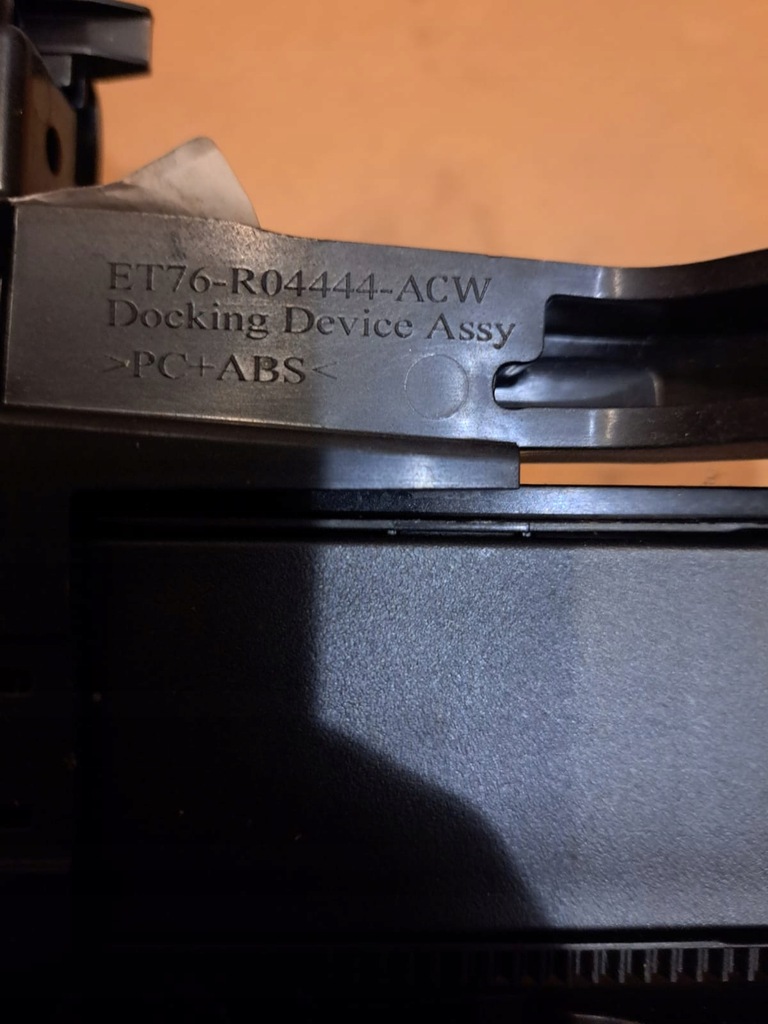 ET76-R04444-ACW
Docking Device Assy
>PC+ABS<